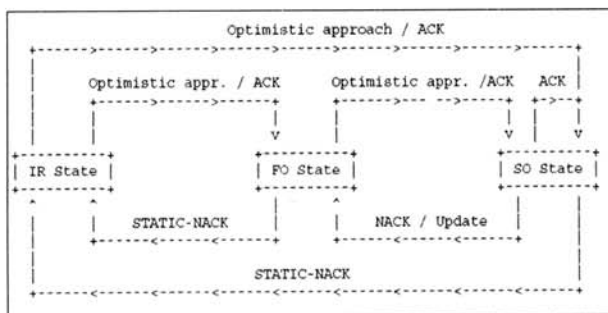 Optimistic approach / ACK
Optimistic appr. / ACK Optimistic appr. /ACK ACK
IR State FO State SO State
STATIC-NACK NACK / Update
STATIC-NACK